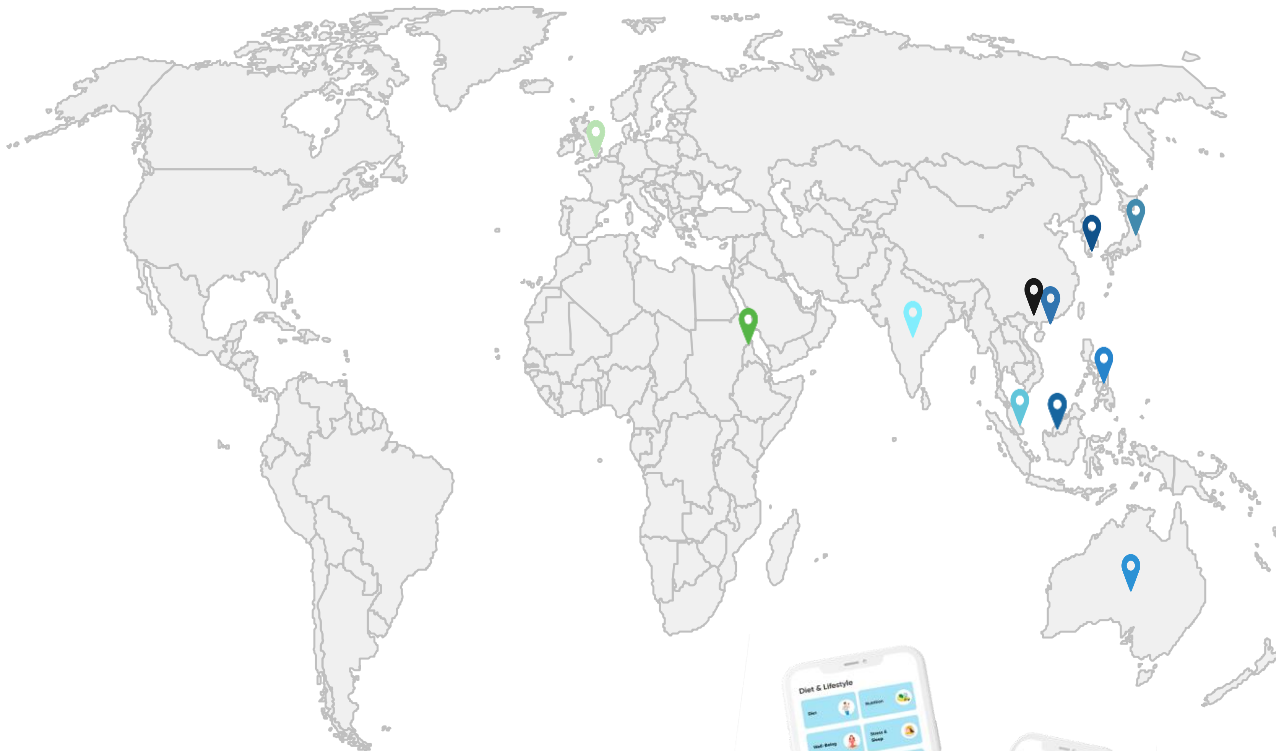 Diet & Lifestyle
Diet
Nutrition
Well-Being
Stress &
Sleep